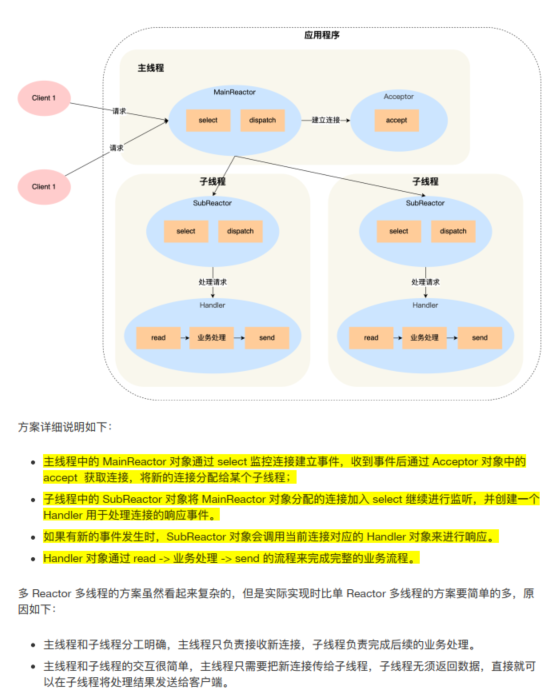 应用程序
主线程
MainReactor
Acceptor
Client 1
select
dispatch
accept
请求
建立连接
请求
Client 1
子线程
子线程
SubReactor
SubReactor
select
dispatch
select
dispatch
处理请求
处理请求
Handler
Handler
read
业务处理
send
read
业务处理
send
方案详细说明如下：
• 主线程中的 MainReactor 对象通过 select 监控连接建立事件，收到事件后通过 Acceptor 对象中的
accept 获取连接，将新的连接分配给某个子线程；
• 子线程中的 SubReactor 对象将 MainReactor 对象分配的连接加入 select 继续进行监听，并创建一个
Handler 用于处理连接的响应事件。
• 如果有新的事件发生时，SubReactor 对象会调用当前连接对应的 Handler 对象来进行响应。
• Handler 对象通过 read -> 业务处理 -> send 的流程来完成完整的业务流程。
多 Reactor 多线程的方案虽然看起来复杂的，但是实际实现时比单 Reactor 多线程的方案要简单的多，原
因如下：
• 主线程和子线程分工明确，主线程只负责接收新连接，子线程负责完成后续的业务处理。
• 主线程和子线程的交互很简单，主线程只需要把新连接传给子线程，子线程无须返回数据，直接就可
以在子线程将处理结果发送给客户端。